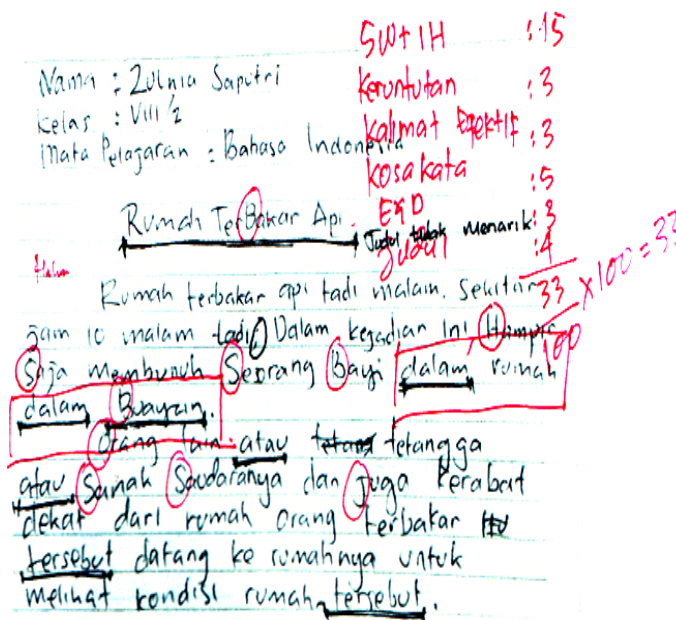 5W+1H : 15
Nama : Zulnia Saputri
Keruntutan : 3
Kelas : VIII/2
Kalimat Efektif : 3
Mata Pelajaran : Bahasa Indonesia
Kosakata : 5
EYD : 3
Rumah TerBakar Api.
Judul tidak menarik
Judul : 4
33/100 x 100 = 33
Rumah terbakar api tadi malam. Sekitar
jam 10 malam tadi, Dalam kejadian ini Hampir
Saja membunuh Seorang Bayi dalam rumah
dalam Buayan.
Orang lain atau tetangga
atau Sanak Saudaranya dan Juga Kerabat
dekat dari rumah orang terbakar
tersebut datang ke rumahnya untuk
melihat kondisi rumah tersebut.